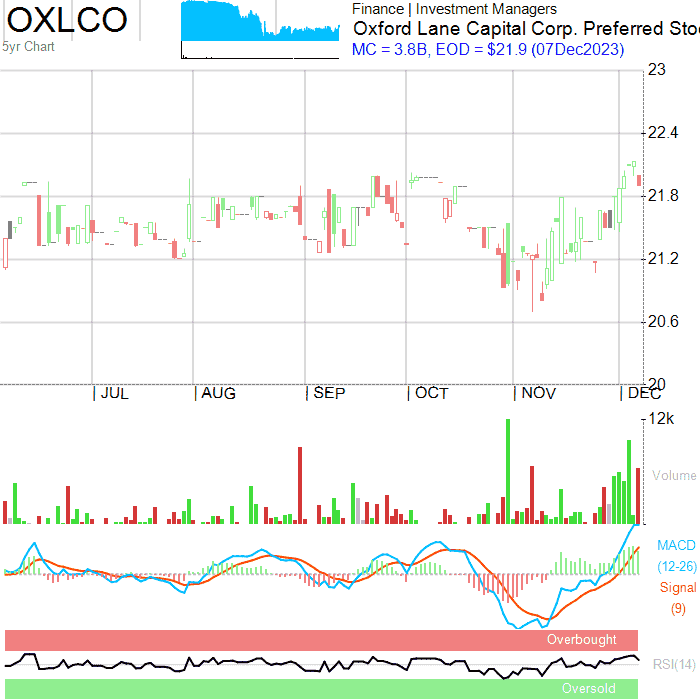 OXLCO
5yr Chart
Finance | Investment Managers
Oxford Lane Capital Corp. Preferred Sto
MC = 3.8B, EOD = $21.9 (07Dec2023)
23
22.4
21.8
21.2
20.6
20
| JUL | AUG | SEP | OCT | NOV | DEC
12k
Volume
MACD
(12-26)
Signal
(9)
Overbought
RSI(14)
Oversold